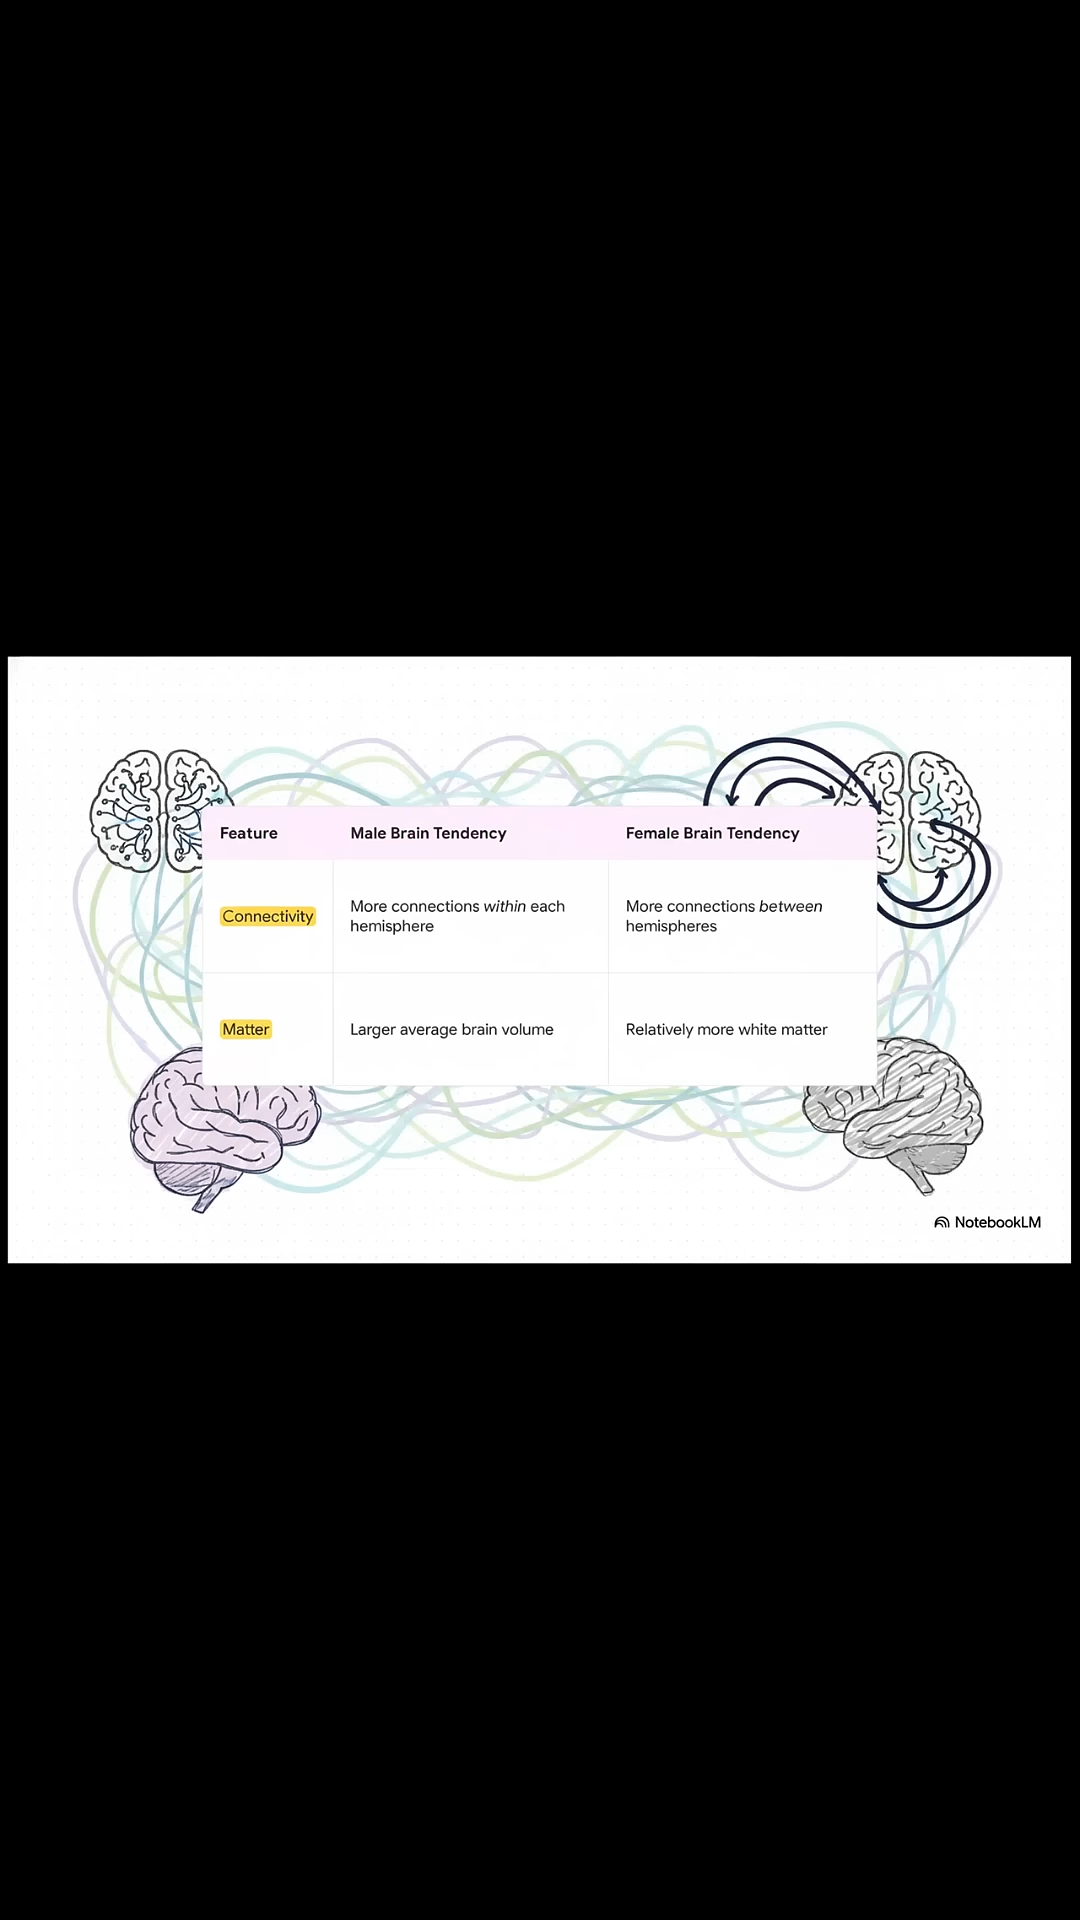 Feature Male Brain Tendency Female Brain Tendency
Connectivity
More connections within each
hemisphere
More connections between
hemispheres
Matter Larger average brain volume Relatively more white matter
NotebookLM